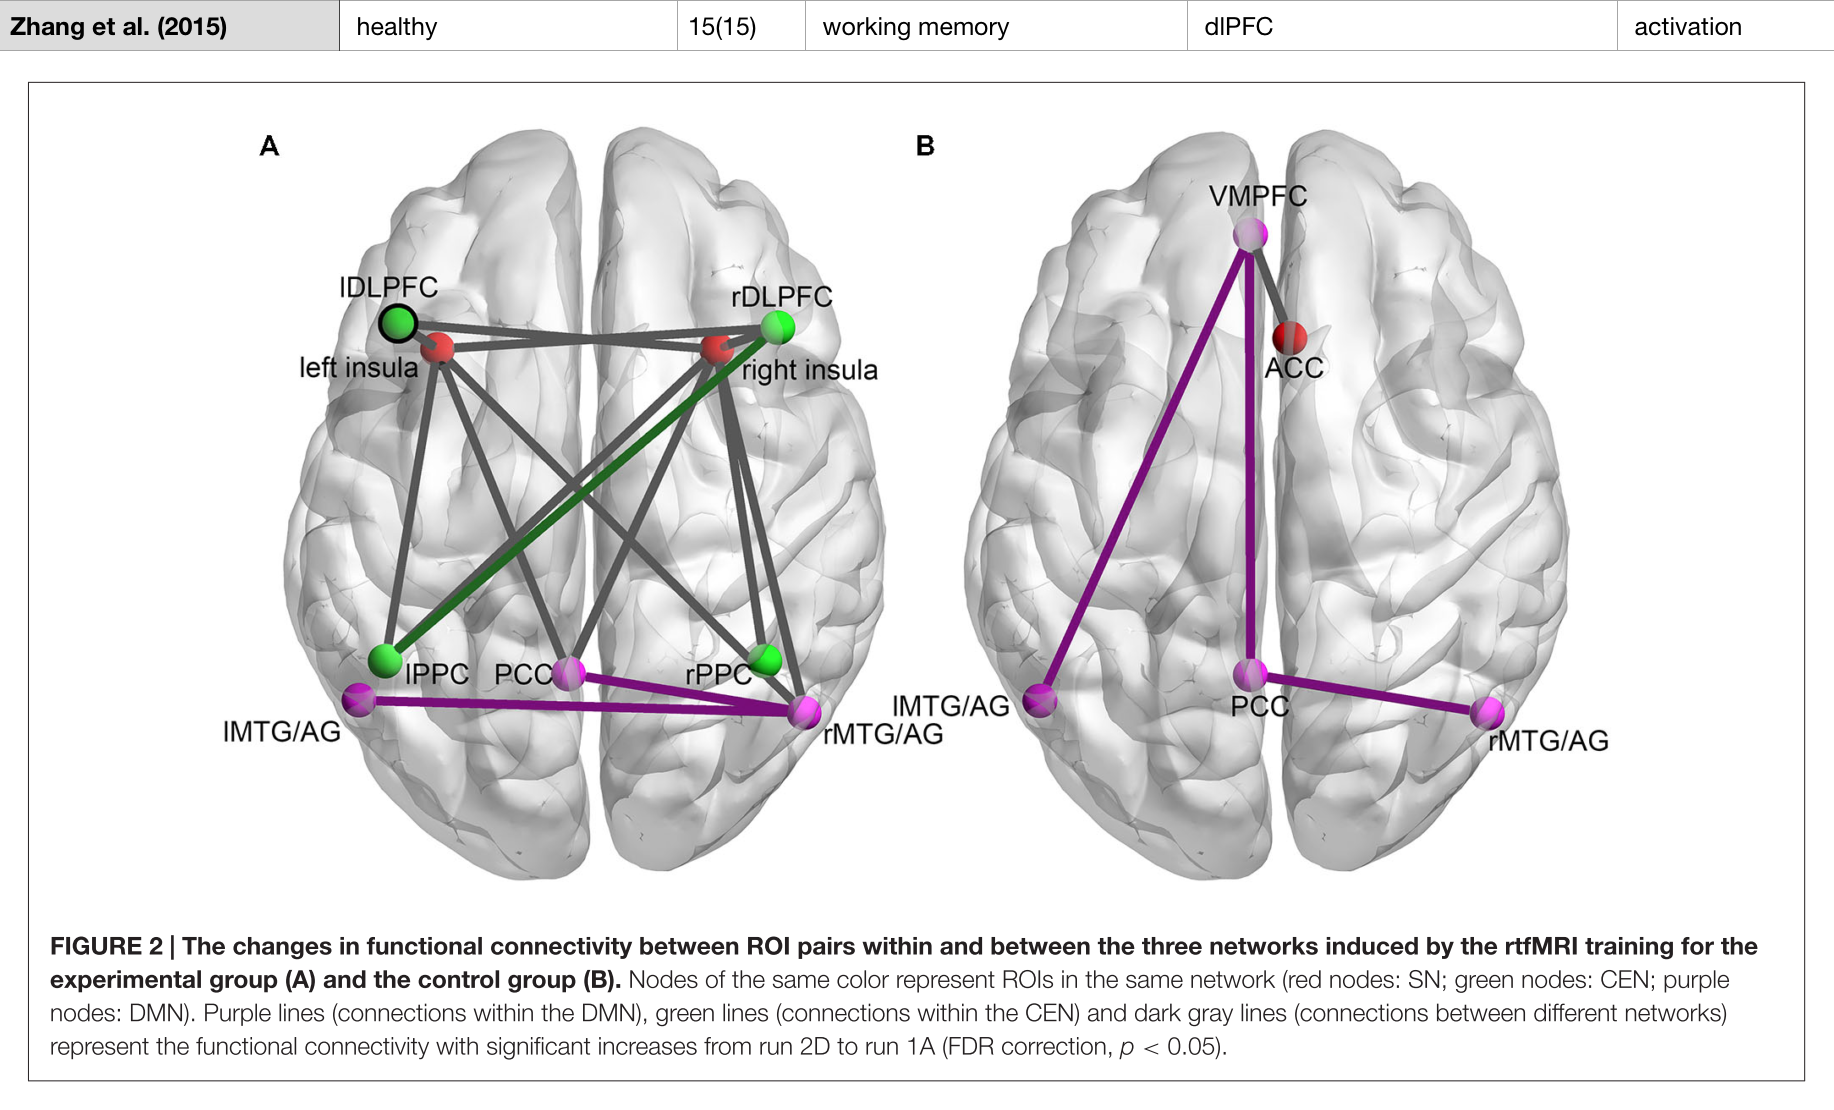 Zhang et al. (2015) healthy 15(15) working memory dlPFC activation
A
B
VMPFC
lDLPFC
rDLPFC
left insula
right insula
ACC
lPPC
PCC
rPPC
lMTG/AG
rMTG/AG
lMTG/AG
PCC
rMTG/AG
FIGURE 2 | The changes in functional connectivity between ROI pairs within and between the three networks induced by the rtfMRI training for the
experimental group (A) and the control group (B). Nodes of the same color represent ROIs in the same network (red nodes: SN; green nodes: CEN; purple
nodes: DMN). Purple lines (connections within the DMN), green lines (connections within the CEN) and dark gray lines (connections between different networks)
represent the functional connectivity with significant increases from run 2D to run 1A (FDR correction, p < 0.05).